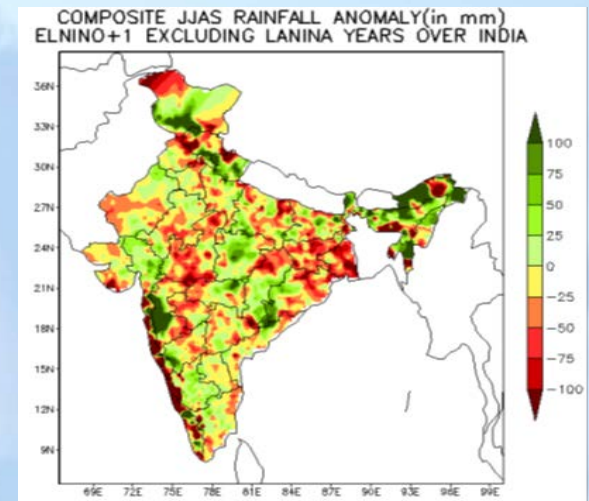 COMPOSITE JJAS RAINFALL ANOMALY(in mm)
ELNINO+1 EXCLUDING LANINA YEARS OVER INDIA
36N
33N
30N
27N
24N
21N
18N
15N
12N
9N
69E 72E 75E 78E 81E 84E 87E 90E 93E 96E 99E
100
75
50
25
0
−25
−50
−75
−100